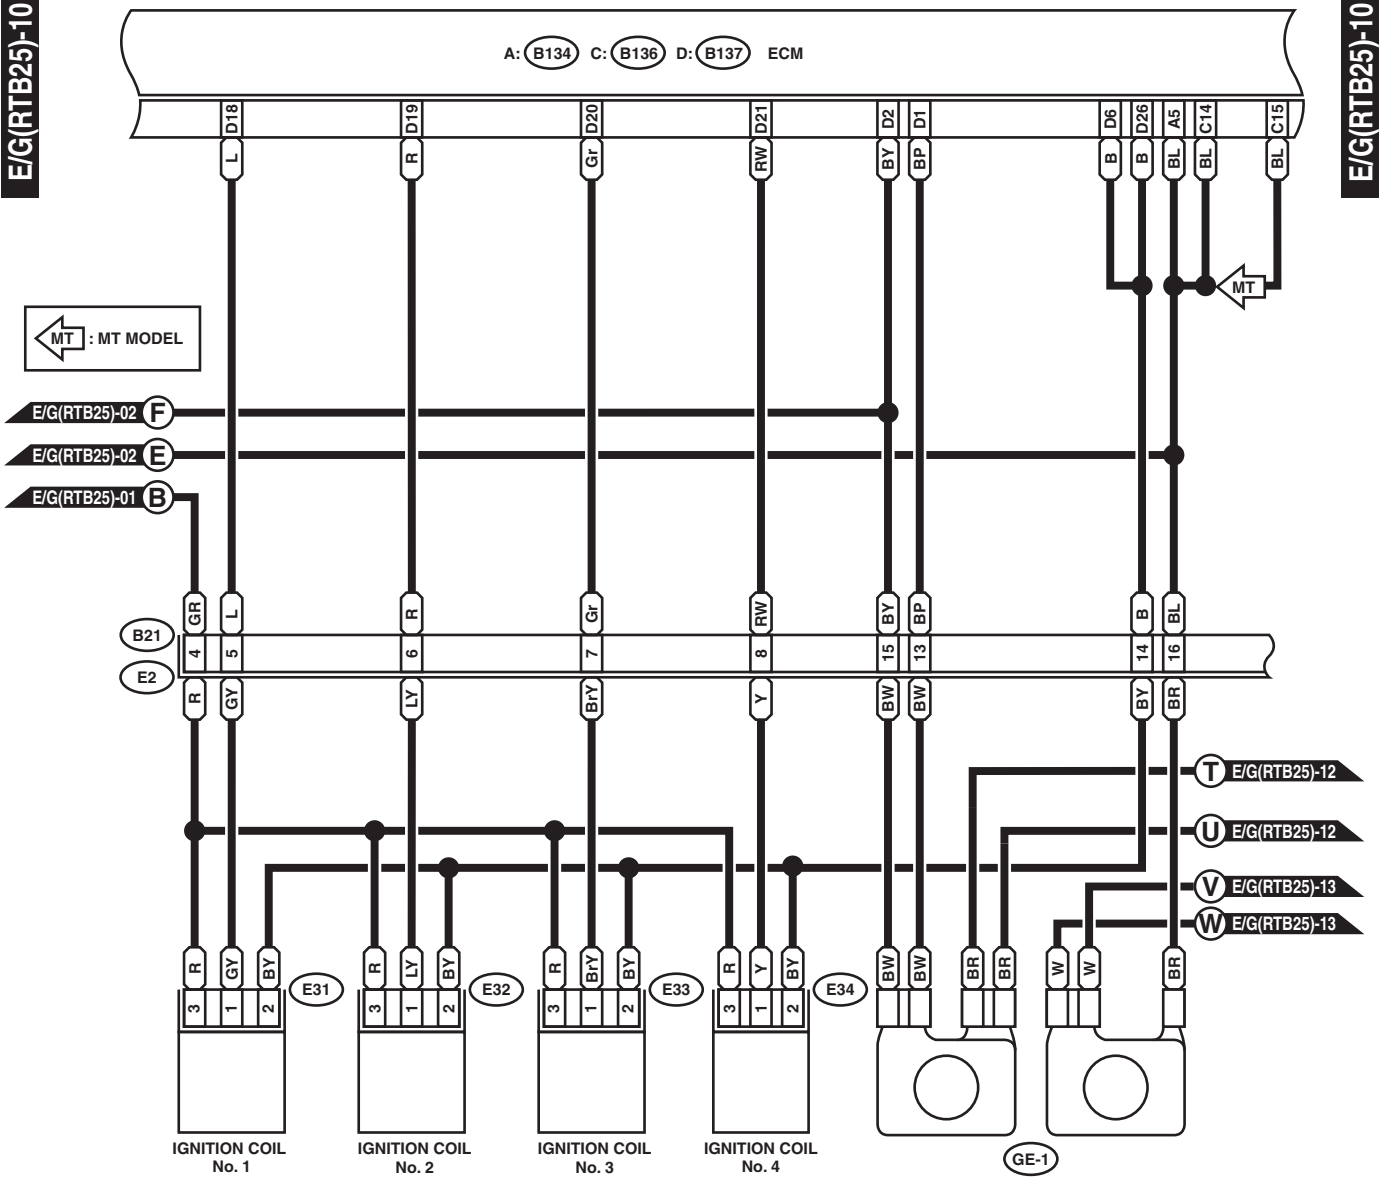 E/G(RTB25)-10
E/G(RTB25)-10
A: B134 C: B136 D: B137 ECM
D18 D19 D20 D21 D2 D1 D6 D26 A5 C14 C15
L R Gr RW BY BP B B BL BL BL
MT
MT : MT MODEL
E/G(RTB25)-02 F
E/G(RTB25)-02 E
E/G(RTB25)-01 B
GR L R Gr RW BY BP B BL
B21
4 5 6 7 8 15 13 14 16
E2
R GY LY BrY Y BW BW BY BR
T E/G(RTB25)-12
U E/G(RTB25)-12
V E/G(RTB25)-13
W E/G(RTB25)-13
R GY BY R LY BY R BrY BY R Y BY BW BW BR BR W W BR
3 1 2 E31 3 1 2 E32 3 1 2 E33 3 1 2 E34
IGNITION COIL
No. 1
IGNITION COIL
No. 2
IGNITION COIL
No. 3
IGNITION COIL
No. 4
GE-1